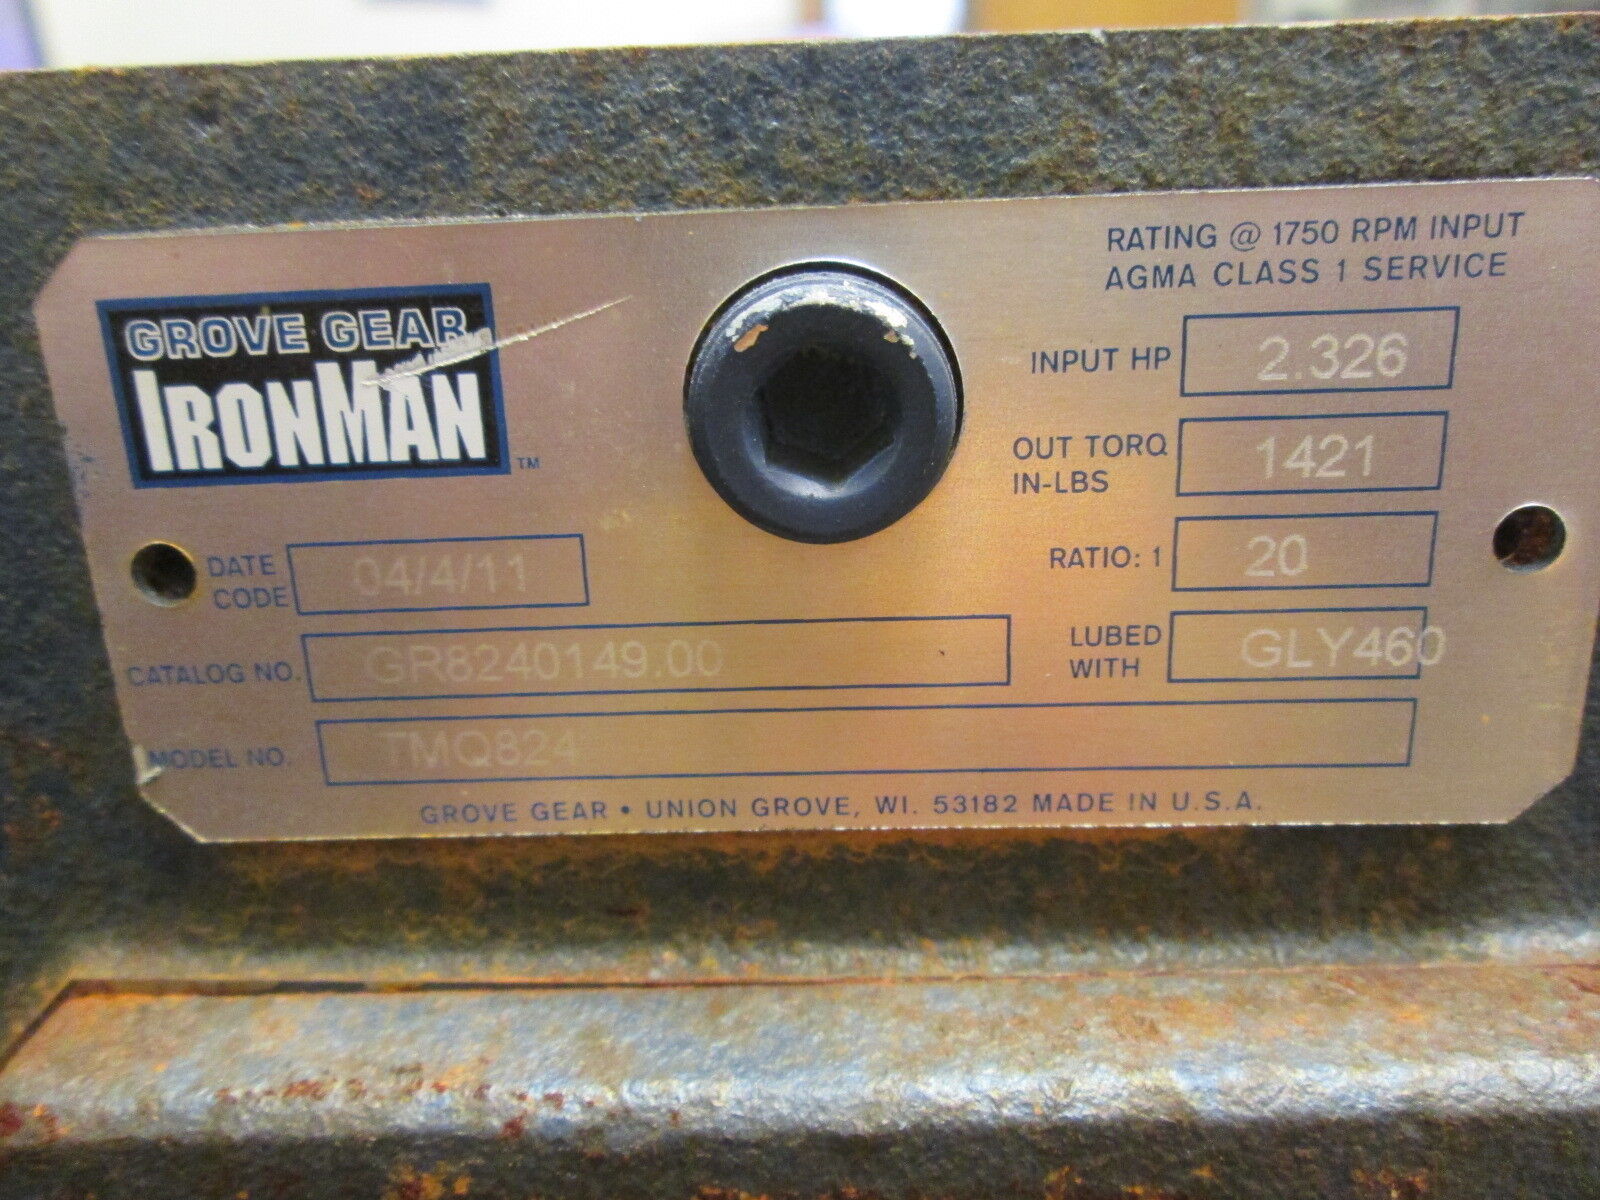 GROVE GEAR
IRONMAN™
RATING @ 1750 RPM INPUT
AGMA CLASS 1 SERVICE
INPUT HP 2.326
OUT TORQ
IN-LBS 1421
RATIO: 1 20
LUBED
WITH GLY460
DATE
CODE 04/4/11
CATALOG NO. GR8240149.00
MODEL NO. TMQ824
GROVE GEAR • UNION GROVE, WI. 53182 MADE IN U.S.A.